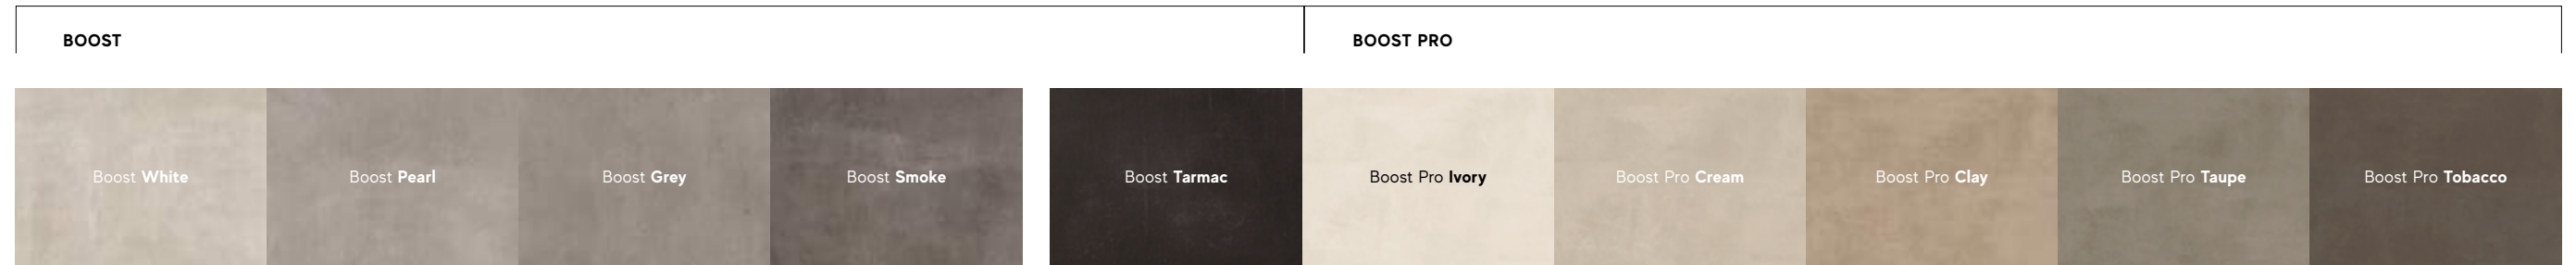 BOOST
BOOST PRO
Boost White
Boost Pearl
Boost Grey
Boost Smoke
Boost Tarmac
Boost Pro Ivory
Boost Pro Cream
Boost Pro Clay
Boost Pro Taupe
Boost Pro Tobacco